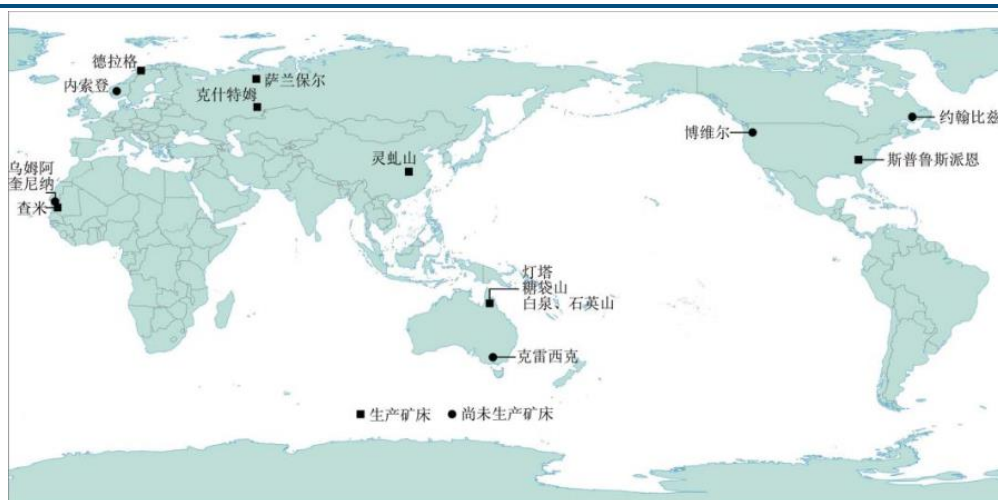 德拉格
内索登
萨兰保尔
克什特姆
灵虬山
乌姆阿
奎尼纳
查米
约翰比兹
博维尔
斯普鲁斯派恩
灯塔
糖袋山
白泉、石英山
克雷西克
生产矿床
尚未生产矿床